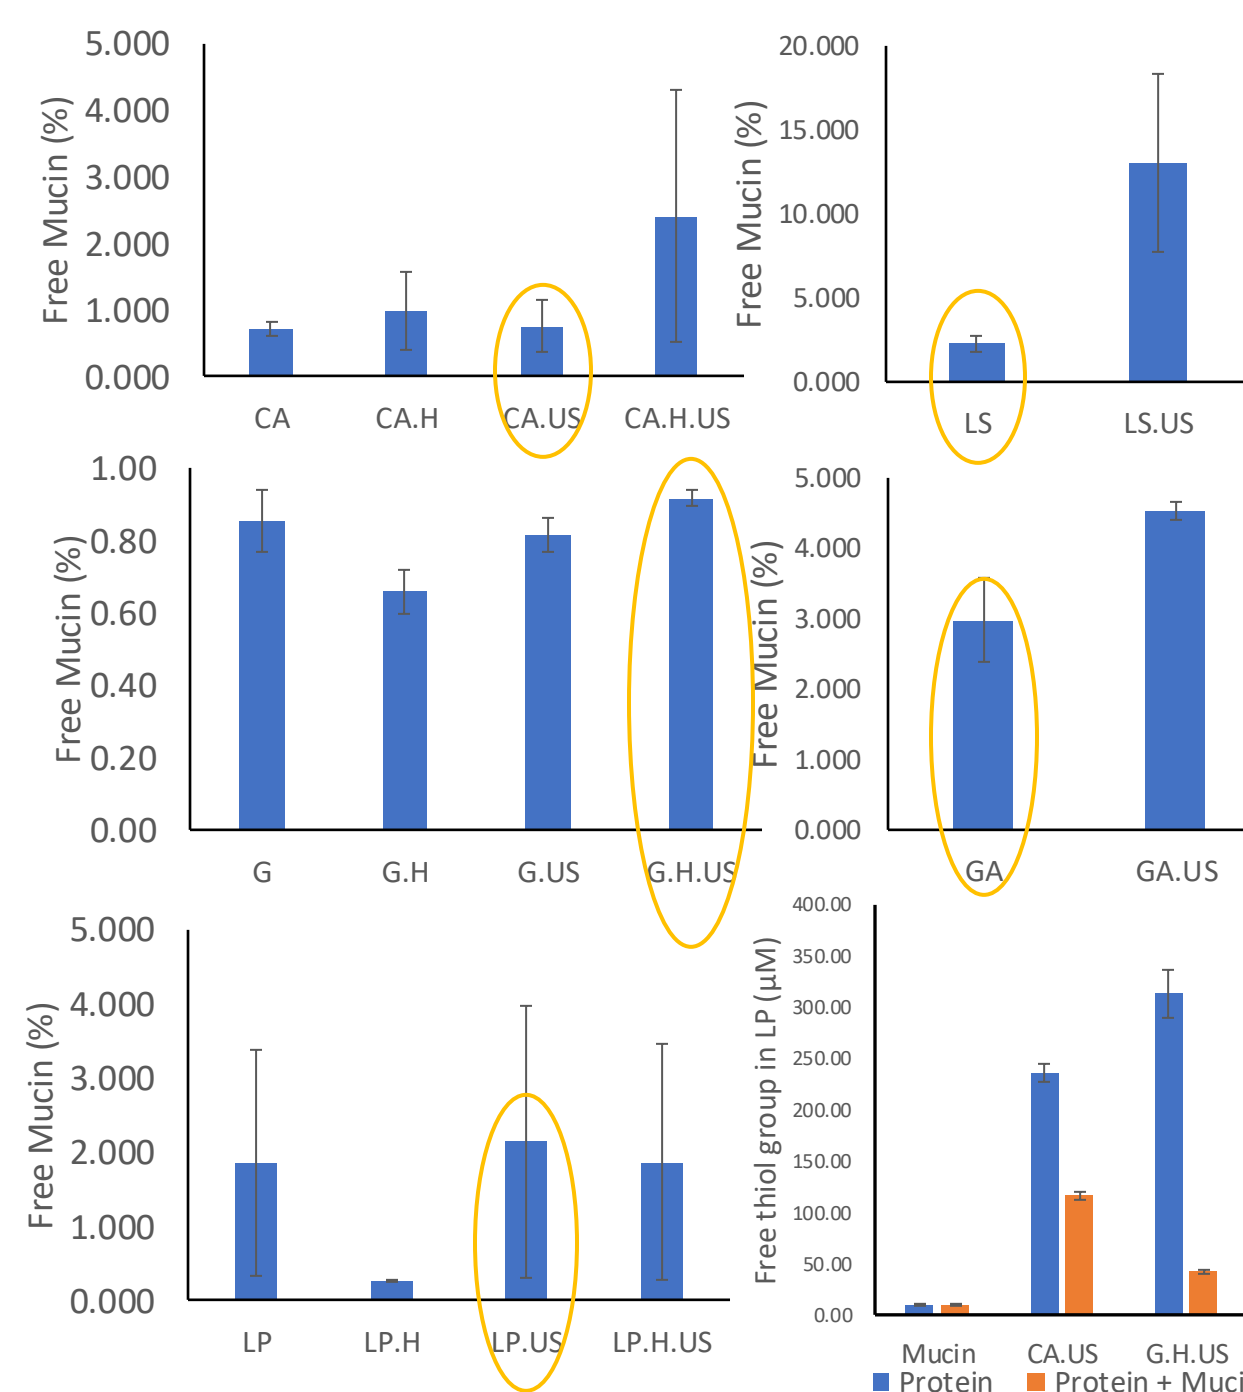 Free Mucin (%)
5.000
4.000
3.000
2.000
1.000
0.000
CA CA.H CA.US CA.H.US
Free Mucin (%)
20.000
15.000
10.000
5.000
0.000
LS LS.US
Free Mucin (%)
1.00
0.80
0.60
0.40
0.20
0.00
G G.H G.US G.H.US
Free Mucin (%)
5.000
4.000
3.000
2.000
1.000
0.000
GA GA.US
Free Mucin (%)
5.000
4.000
3.000
2.000
1.000
0.000
LP LP.H LP.US LP.H.US
Free thiol group in LP (µM)
400.00
350.00
300.00
250.00
200.00
150.00
100.00
50.00
0.00
Mucin CA.US G.H.US
Protein Protein + Muci